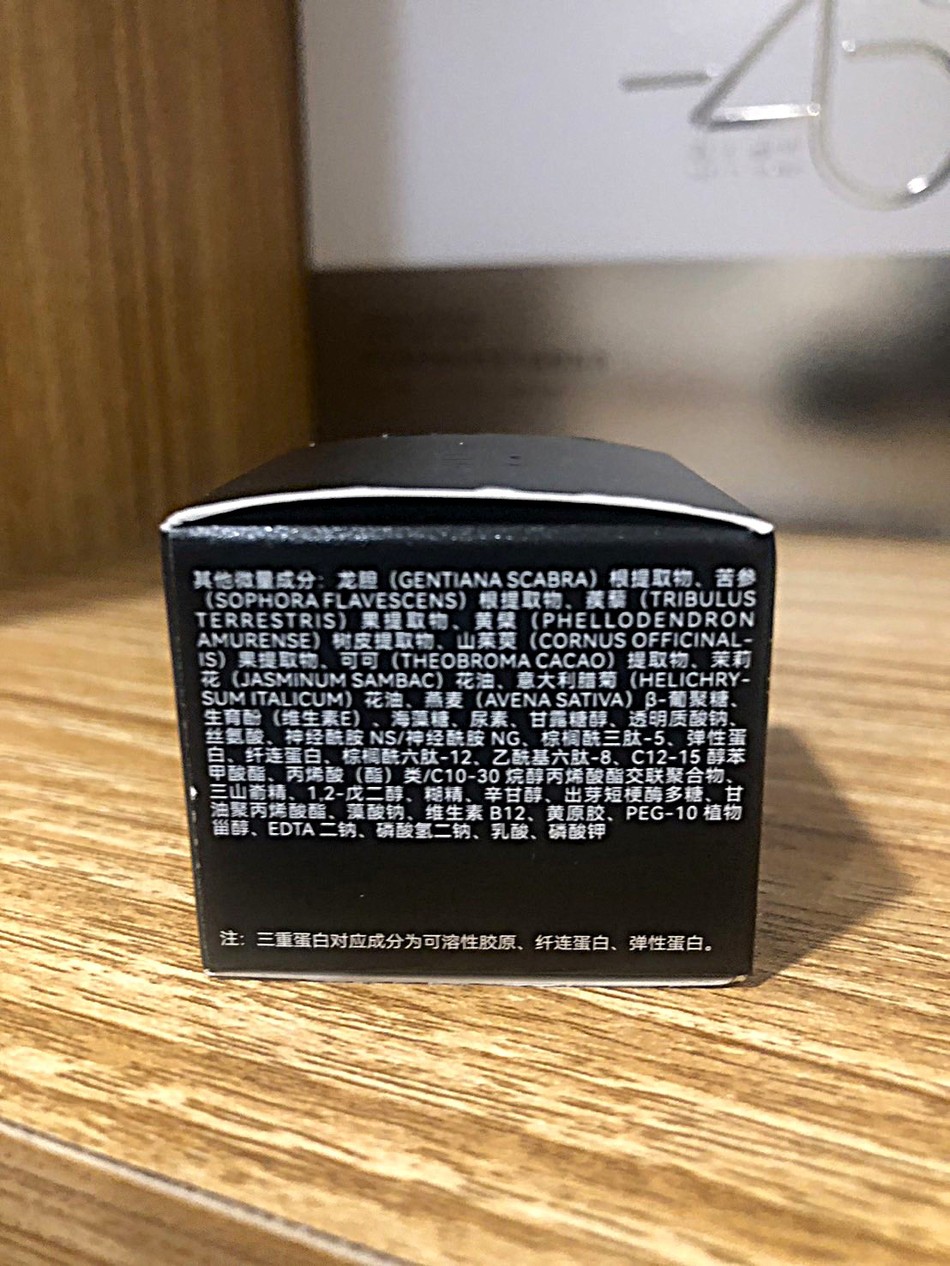 -45
其他微量成分：龙胆（GENTIANA SCABRA）根提取物、苦参
（SOPHORA FLAVESCENS）根提取物、蒺藜（TRIBULUS
TERRESTRIS）果提取物、黄檗（PHELLODENDRON
AMURENSE）树皮提取物、山茱萸（CORNUS OFFICINAL-
IS）果提取物、可可（THEOBROMA CACAO）提取物、茉莉
花（JASMINUM SAMBAC）花油、意大利腊菊（HELICHRY-
SUM ITALICUM）花油、燕麦（AVENA SATIVA）β-葡聚糖、
生育酚（维生素E）、海藻糖、尿素、甘露糖醇、透明质酸钠、
丝氨酸、神经酰胺 NS/神经酰胺 NG、棕榈酰三肽-5、弹性蛋
白、纤连蛋白、棕榈酰六肽-12、乙酰基六肽-8、C12-15 醇苯
甲酸酯、丙烯酸（酯）类/C10-30 烷醇丙烯酸酯交联聚合物、
三山嵛精、1,2-戊二醇、糊精、辛甘醇、出芽短梗酶多糖、甘
油聚丙烯酸酯、藻酸钠、维生素 B12、黄原胶、PEG-10 植物
甾醇、EDTA 二钠、磷酸氢二钠、乳酸、磷酸钾
注：三重蛋白对应成分为可溶性胶原、纤连蛋白、弹性蛋白。